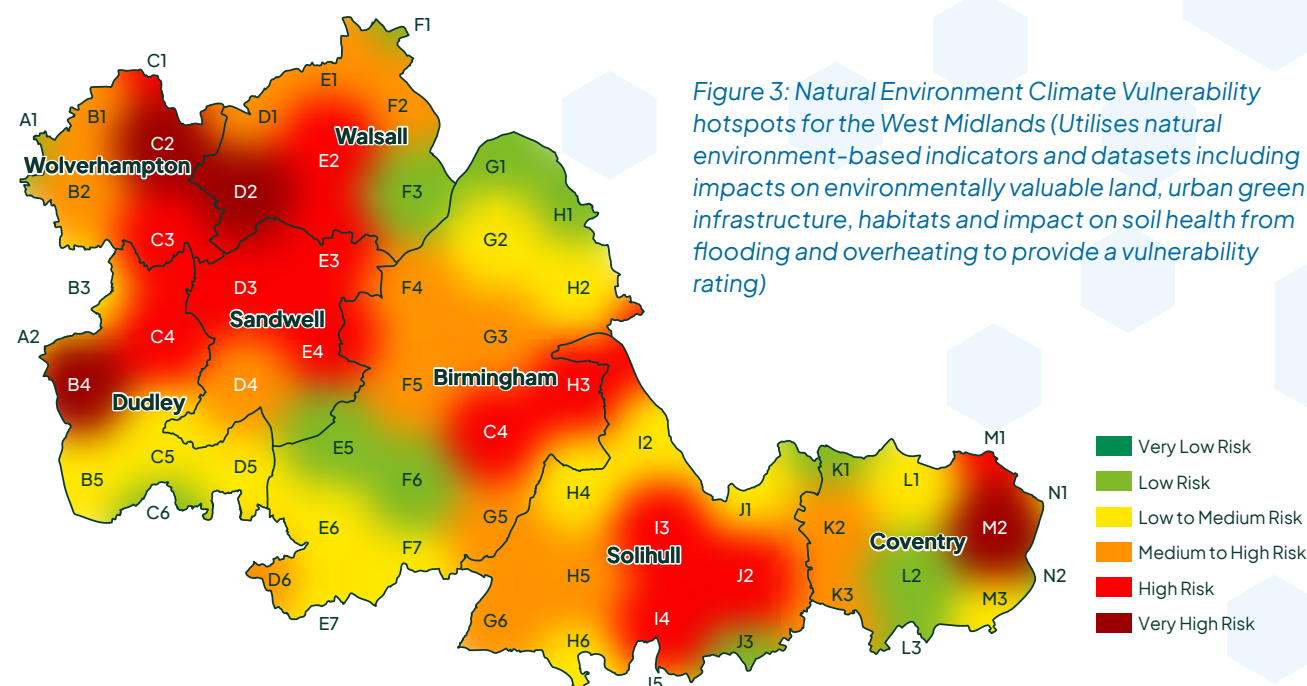 F1
C1
E1
F2
B1
D1
A1
Walsall
C2
E2
Wolverhampton
G1
B2
D2
F3
H1
C3
G2
E3
B3
D3
F4
H2
Sandwell
A2
C4
G3
E4
B4
D4
F5
Birmingham
H3
Dudley
C4
I2
E5
M1
C5
D5
K1
B5
F6
L1
H4
N1
C6
J1
G5
E6
I3
K2
M2
Coventry
F7
Solihull
D6
H5
J2
L2
N2
K3
M3
E7
G6
I4
H6
J3
L3
I5
Figure 3: Natural Environment Climate Vulnerability
hotspots for the West Midlands (Utilises natural
environment-based indicators and datasets including
impacts on environmentally valuable land, urban green
infrastructure, habitats and impact on soil health from
flooding and overheating to provide a vulnerability
rating)
Very Low Risk
Low Risk
Low to Medium Risk
Medium to High Risk
High Risk
Very High Risk